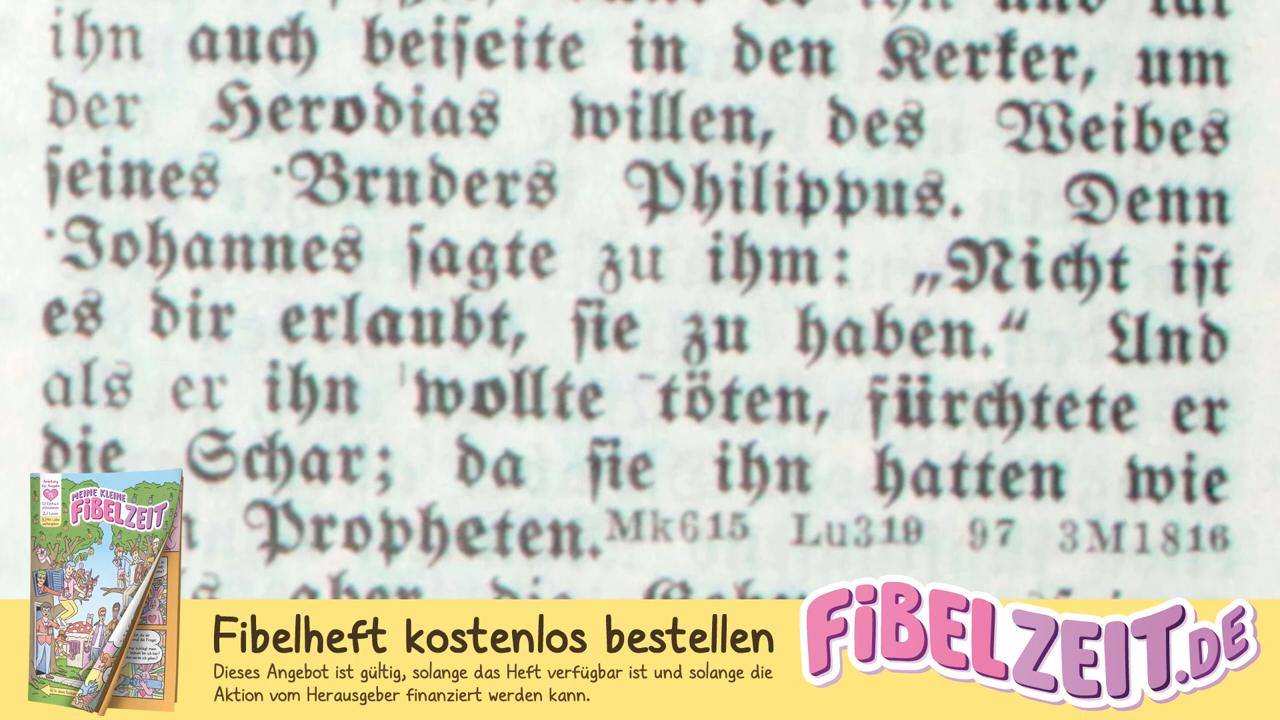 ihn auch beiseite in den Kerker, um
der Herodias willen, des Weibes
seines ·Bruders Philippus. Denn
·Johannes sagte zu ihm: „Nicht ist
es dir erlaubt, sie zu haben.“ Und
als er ihn wollte töten, fürchtete er
die Schar; da sie ihn hatten wie
Propheten. Mk615 Lu319 97 3M1816
aber die
MEINE KLEINE
FiBELZEIT
Fibelheft kostenlos bestellen
Dieses Angebot ist gültig, solange das Heft verfügbar ist und solange die
Aktion vom Herausgeber finanziert werden kann.
FiBELZEIT.DE